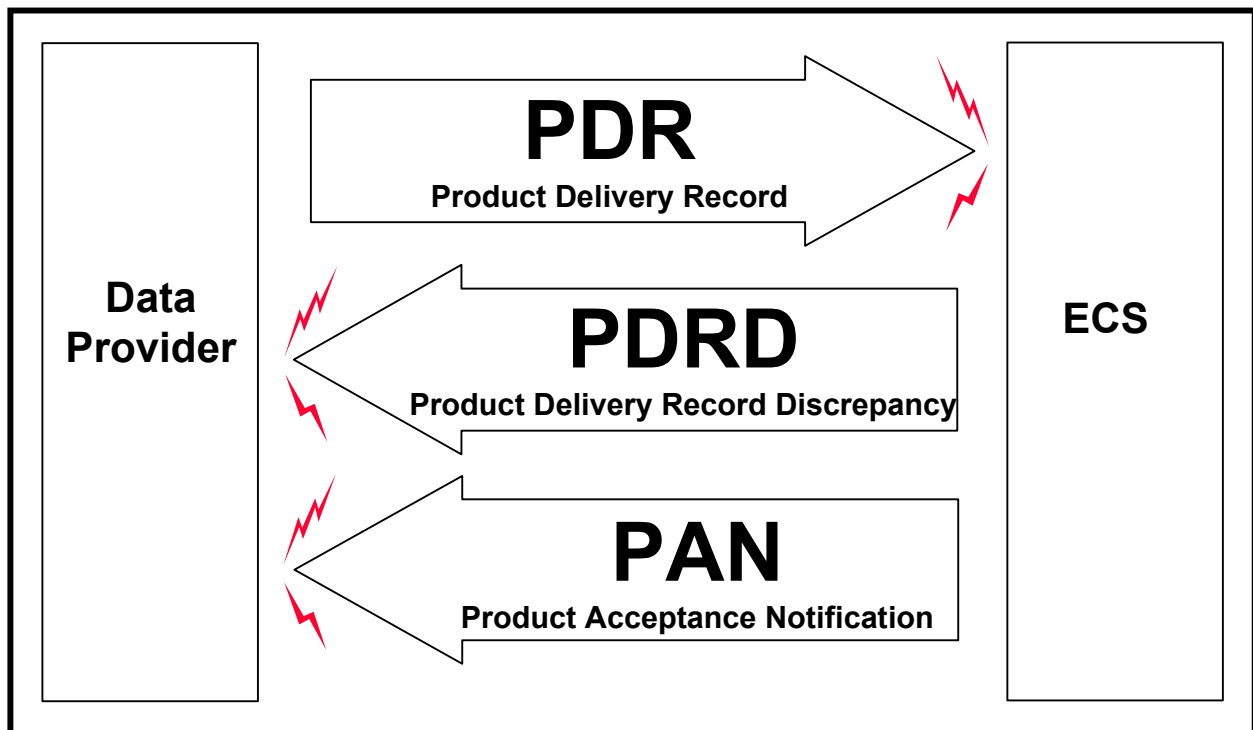 PDR
Product Delivery Record
Data
Provider
PDRD
Product Delivery Record Discrepancy
ECS
PAN
Product Acceptance Notification